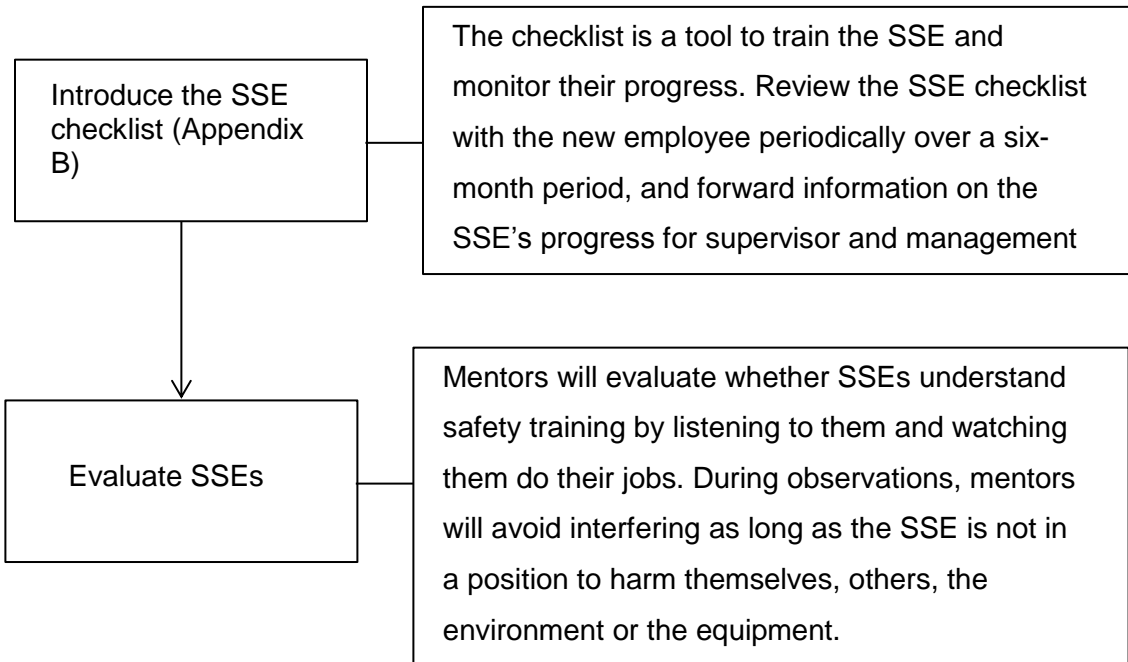 Introduce the SSE
checklist (Appendix
B)
The checklist is a tool to train the SSE and
monitor their progress. Review the SSE checklist
with the new employee periodically over a six-
month period, and forward information on the
SSE’s progress for supervisor and management
Evaluate SSEs
Mentors will evaluate whether SSEs understand
safety training by listening to them and watching
them do their jobs. During observations, mentors
will avoid interfering as long as the SSE is not in
a position to harm themselves, others, the
environment or the equipment.